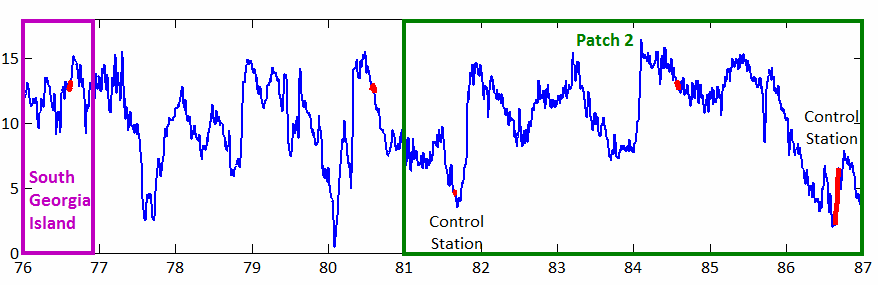 Patch 2
15
10
5
0
South
Georgia
Island
Control
Station
Control
Station
76 77 78 79 80 81 82 83 84 85 86 87